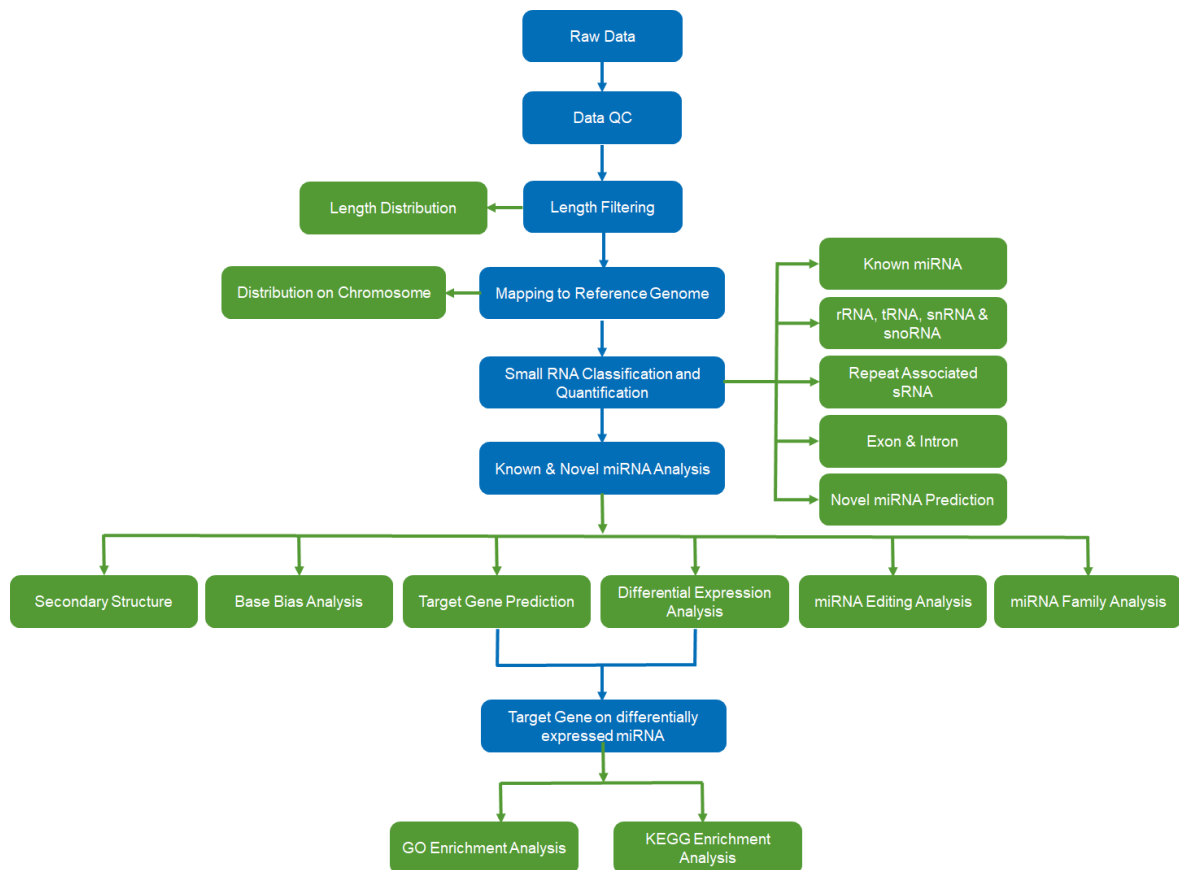 Raw Data
Data QC
Length Distribution
Length Filtering
Distribution on Chromosome
Mapping to Reference Genome
Known miRNA
rRNA, tRNA, snRNA &
snoRNA
Small RNA Classification and
Quantification
Repeat Associated
sRNA
Exon & Intron
Known & Novel miRNA Analysis
Novel miRNA Prediction
Secondary Structure
Base Bias Analysis
Target Gene Prediction
Differential Expression
Analysis
miRNA Editing Analysis
miRNA Family Analysis
Target Gene on differentially
expressed miRNA
GO Enrichment Analysis
KEGG Enrichment
Analysis